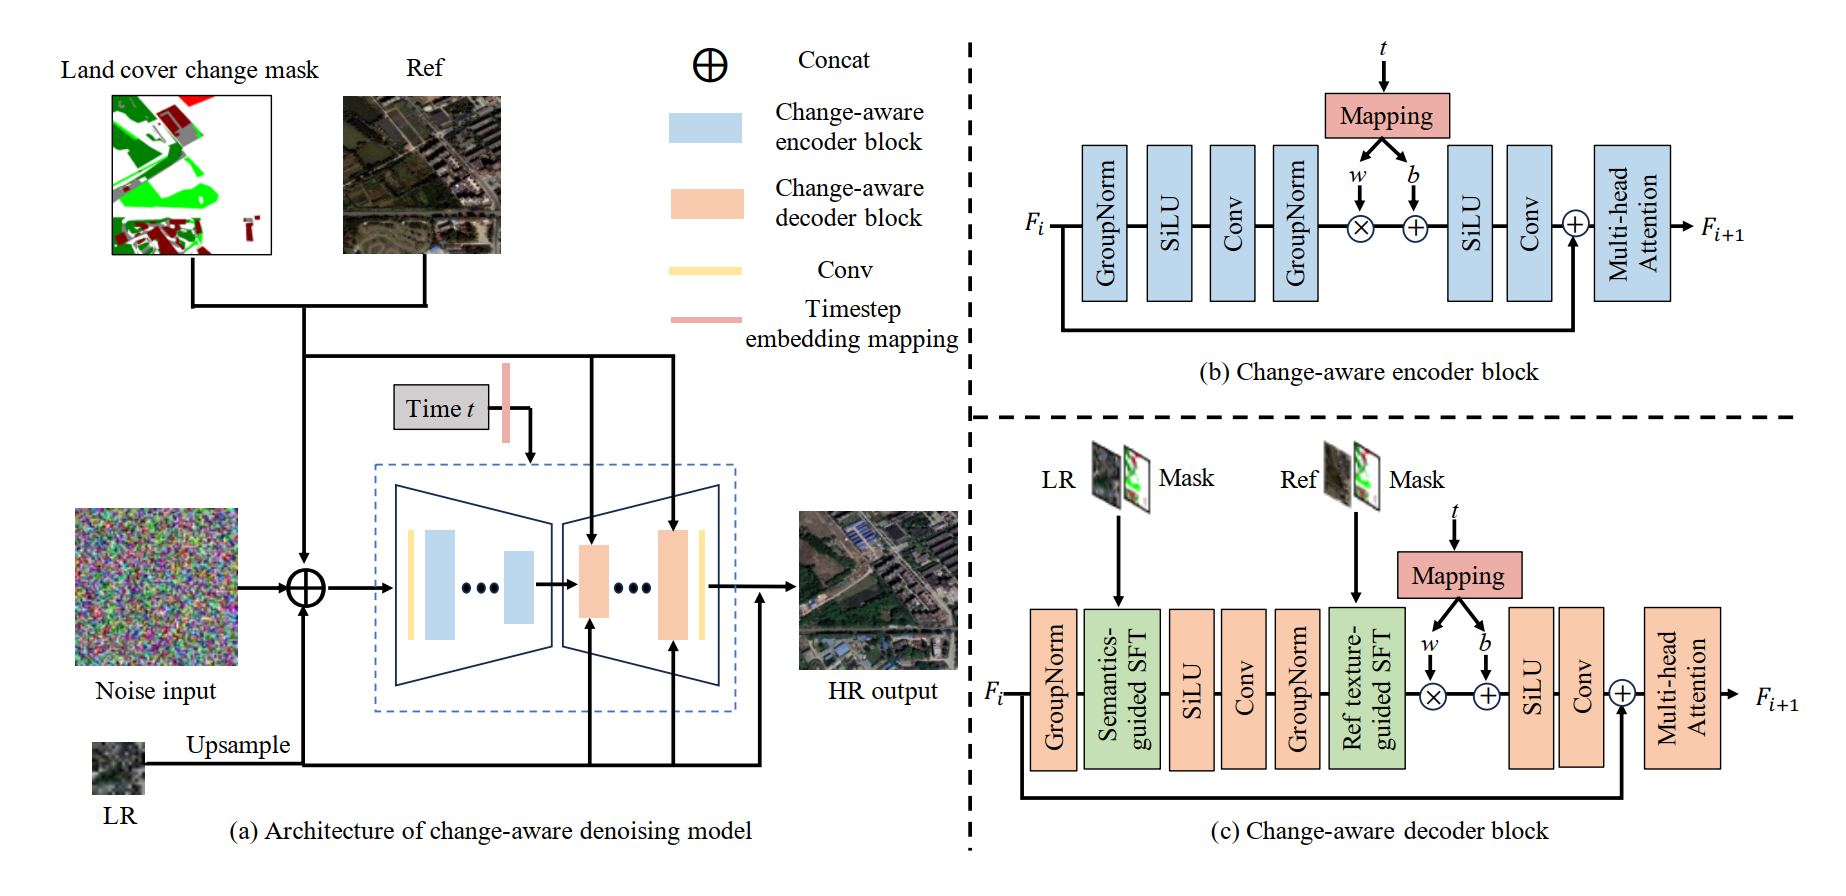 Land cover change mask
Ref
Concat
Change-aware
encoder block
Change-aware
decoder block
Conv
Timestep
embedding mapping
Time t
Noise input
HR output
Upsample
LR
(a) Architecture of change-aware denoising model
t
Mapping
w
b
F_i
GroupNorm
SiLU
Conv
GroupNorm
×
+
SiLU
Conv
+
Multi-head
Attention
F_{i+1}
(b) Change-aware encoder block
LR
Mask
Ref
Mask
t
Mapping
w
b
F_i
GroupNorm
Semantics-
guided SFT
SiLU
Conv
GroupNorm
Ref texture-
guided SFT
×
+
SiLU
Conv
+
Multi-head
Attention
F_{i+1}
(c) Change-aware decoder block